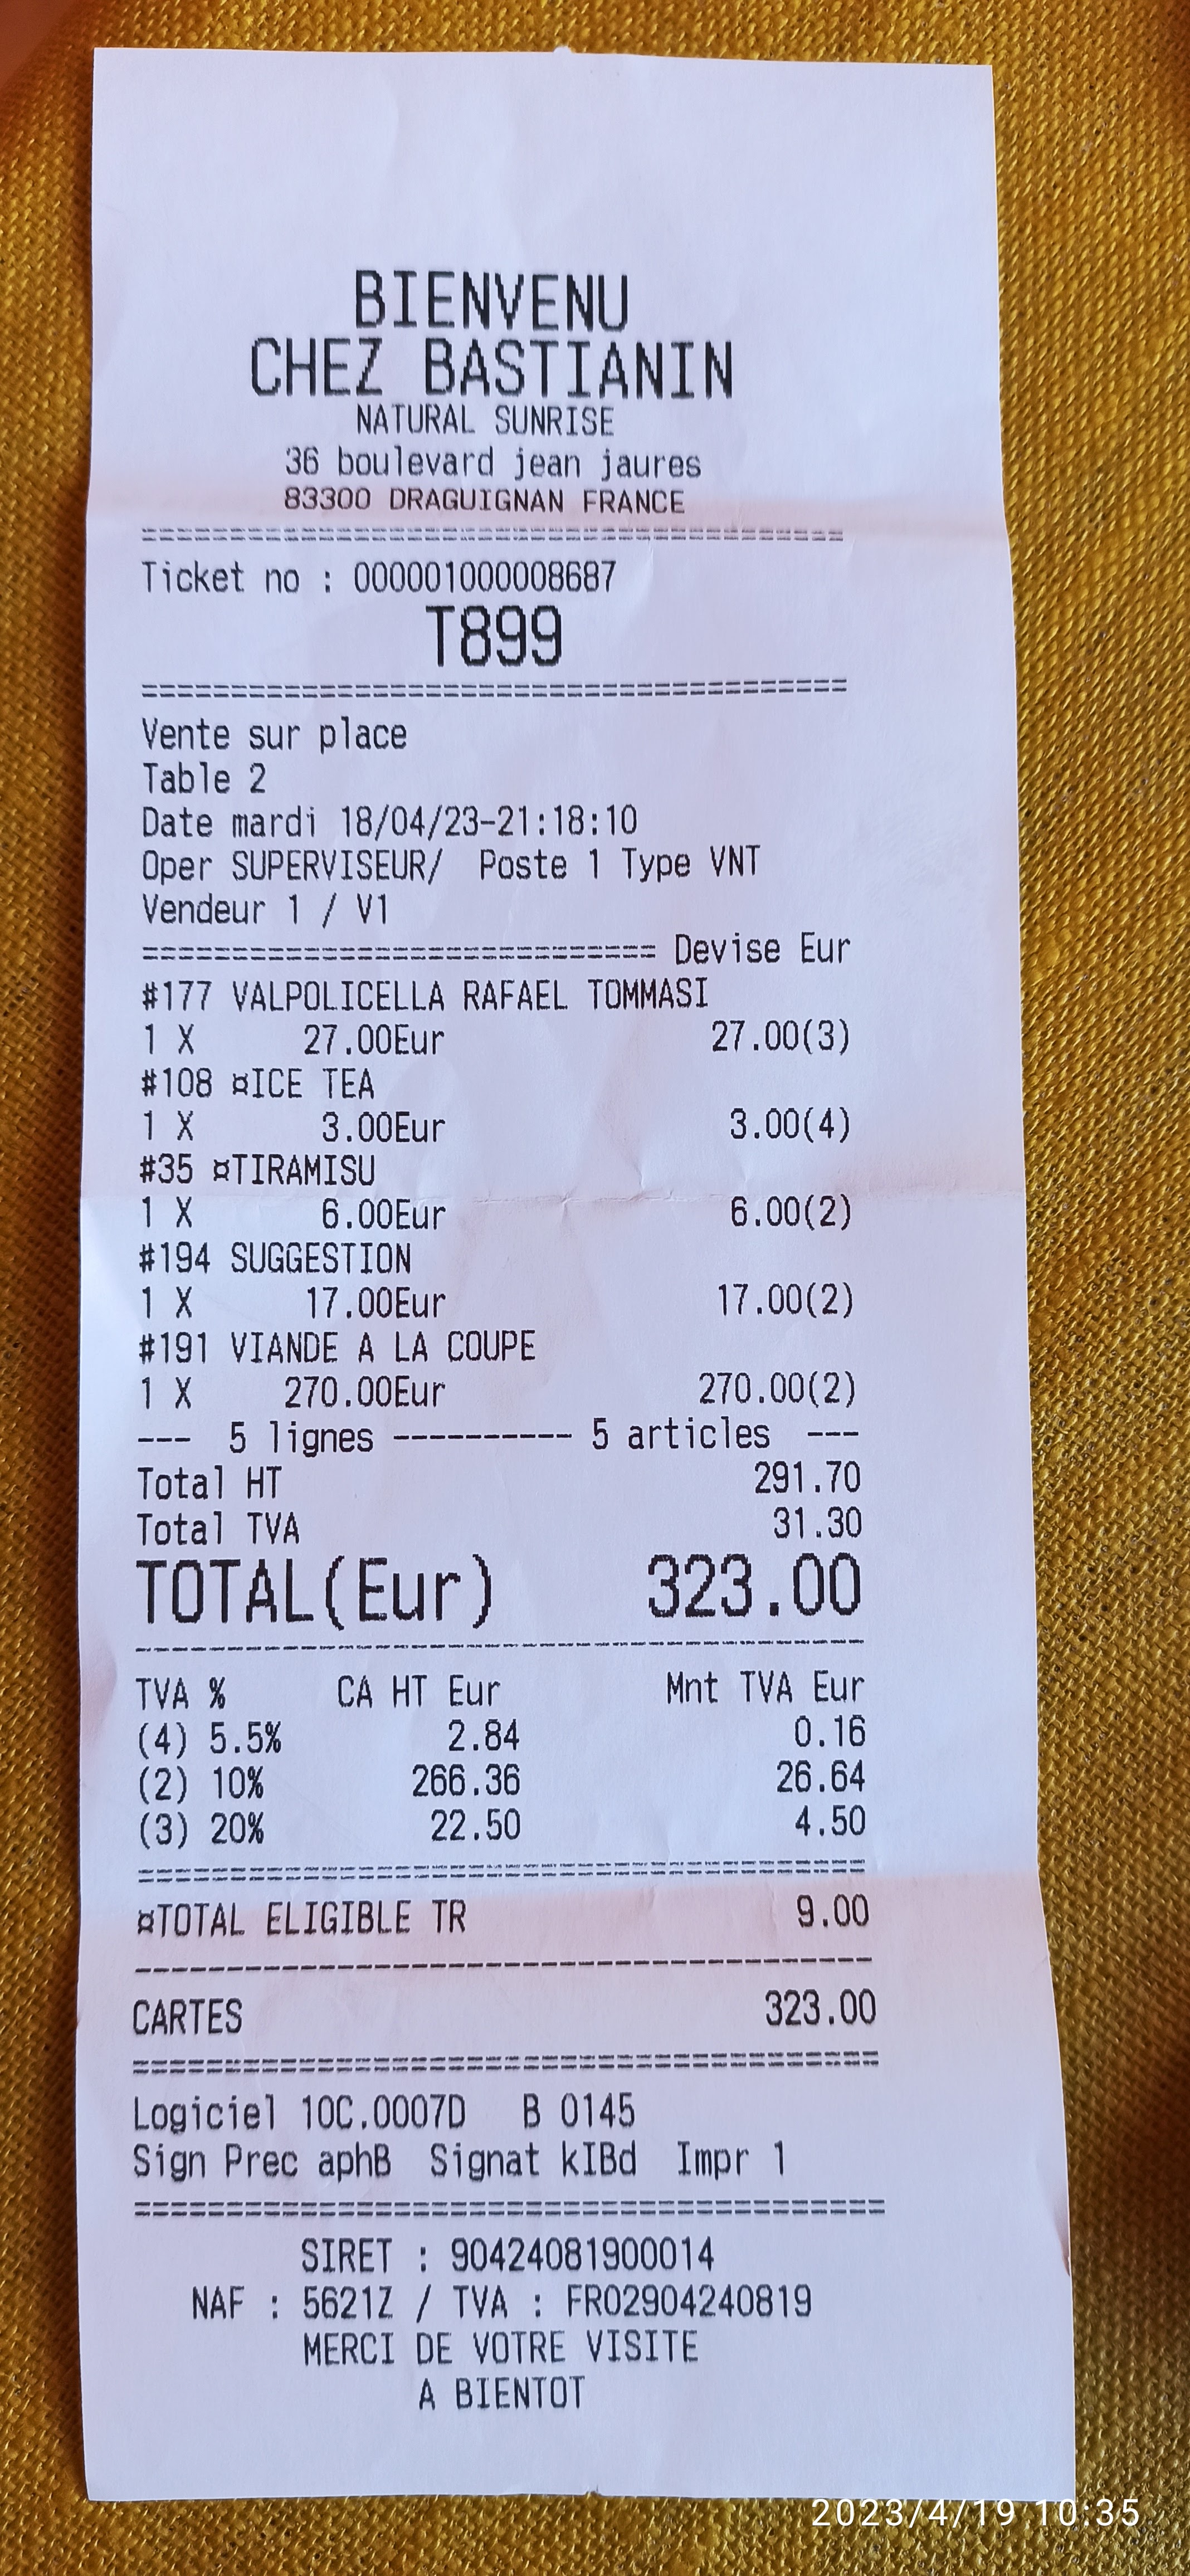 BIENVENU
CHEZ BASTIANIN
NATURAL SUNRISE
36 boulevard jean jaures
83300 DRAGUIGNAN FRANCE
=======================================
Ticket no : 000001000008687
T899
=======================================
Vente sur place
Table 2
Date mardi 18/04/23-21:18:10
Oper SUPERVISEUR/  Poste 1 Type VNT
Vendeur 1 / V1
============================= Devise Eur
#177 VALPOLICELLA RAFAEL TOMMASI
1 X      27.00Eur               27.00(3)
#108 ¤ICE TEA
1 X       3.00Eur                3.00(4)
#35 ¤TIRAMISU
1 X       6.00Eur                6.00(2)
#194 SUGGESTION
1 X      17.00Eur               17.00(2)
#191 VIANDE A LA COUPE
1 X     270.00Eur              270.00(2)
---  5 lignes ---------- 5 articles  ---
Total HT                          291.70
Total TVA                          31.30
TOTAL(Eur)    323.00
----------------------------------------
TVA %      CA HT Eur         Mnt TVA Eur
(4) 5.5%         2.84               0.16
(2) 10%        266.36              26.64
(3) 20%         22.50               4.50
========================================
¤TOTAL ELIGIBLE TR                  9.00
----------------------------------------
CARTES                            323.00
========================================
Logiciel 10C.0007D   B 0145
Sign Prec aphB  Signat kIBd  Impr 1
========================================
SIRET : 90424081900014
NAF : 5621Z / TVA : FR02904240819
MERCI DE VOTRE VISITE
A BIENTOT
2023/4/19 10:35